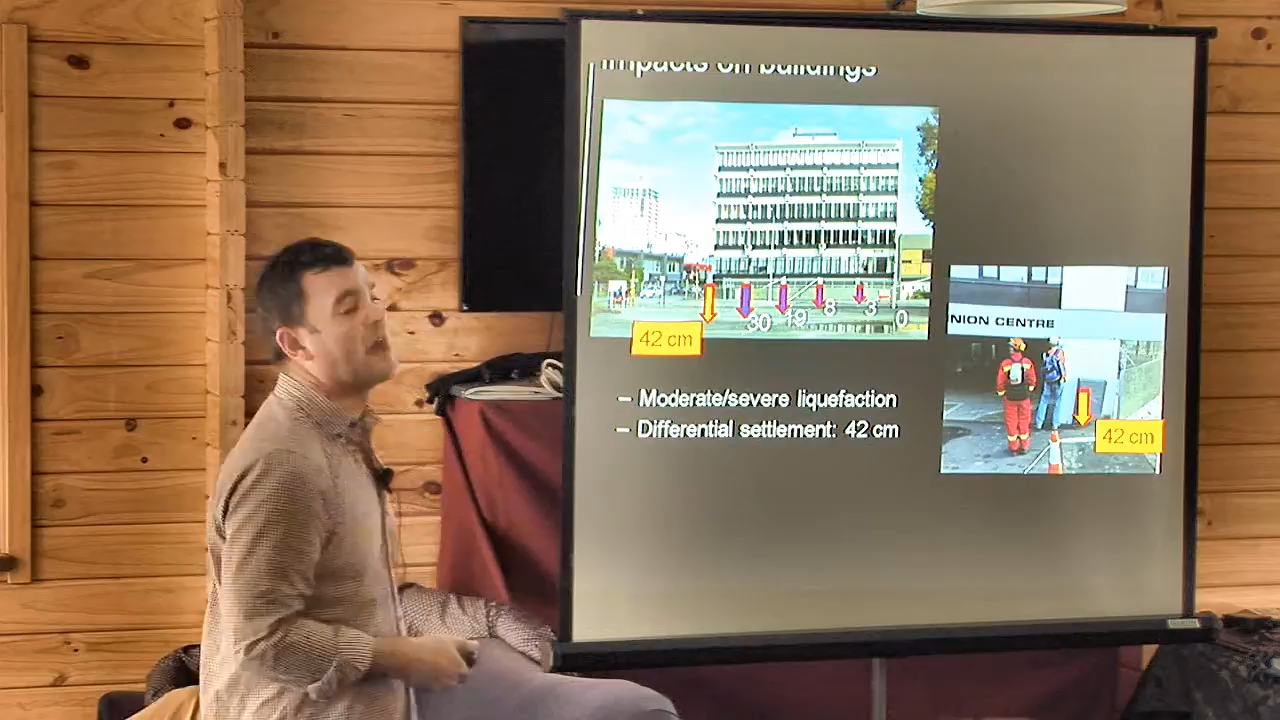 Impacts on buildings
42 cm
30 19 8 3 0
– Moderate/severe liquefaction
– Differential settlement: 42 cm
NION CENTRE
42 cm